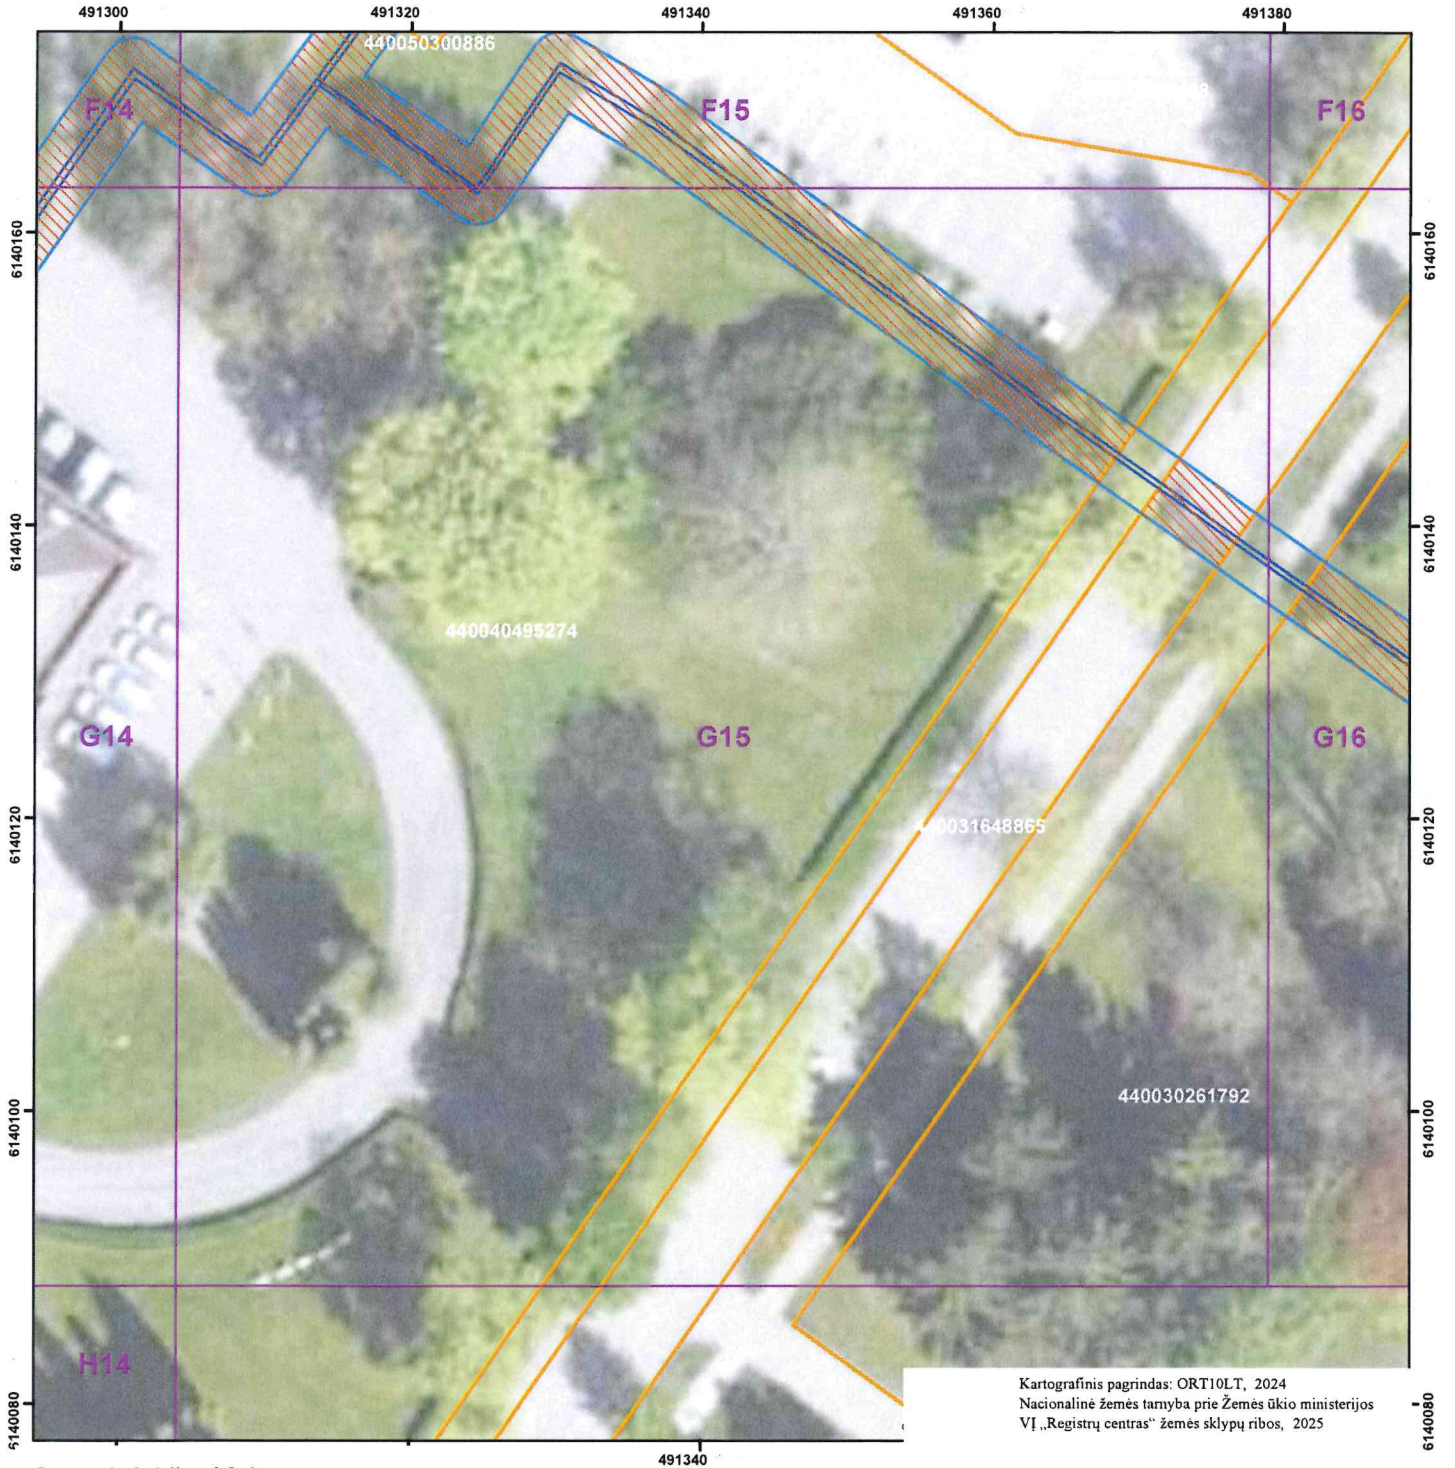 491300 491320 491340 491360 491380
440050300886
F14 F15 F16
6140160 6140160
6140140 6140140
440040495274
G14 G15 G16
6140120 6140120
440031648865
440030261792
6140100 6140100
H14
Kartografinis pagrindas: ORT10LT, 2024
Nacionalinė žemės tarnyba prie Žemės ūkio ministerijos
VĮ „Registrų centras“ žemės sklypų ribos, 2025
6140080 6140080
491340